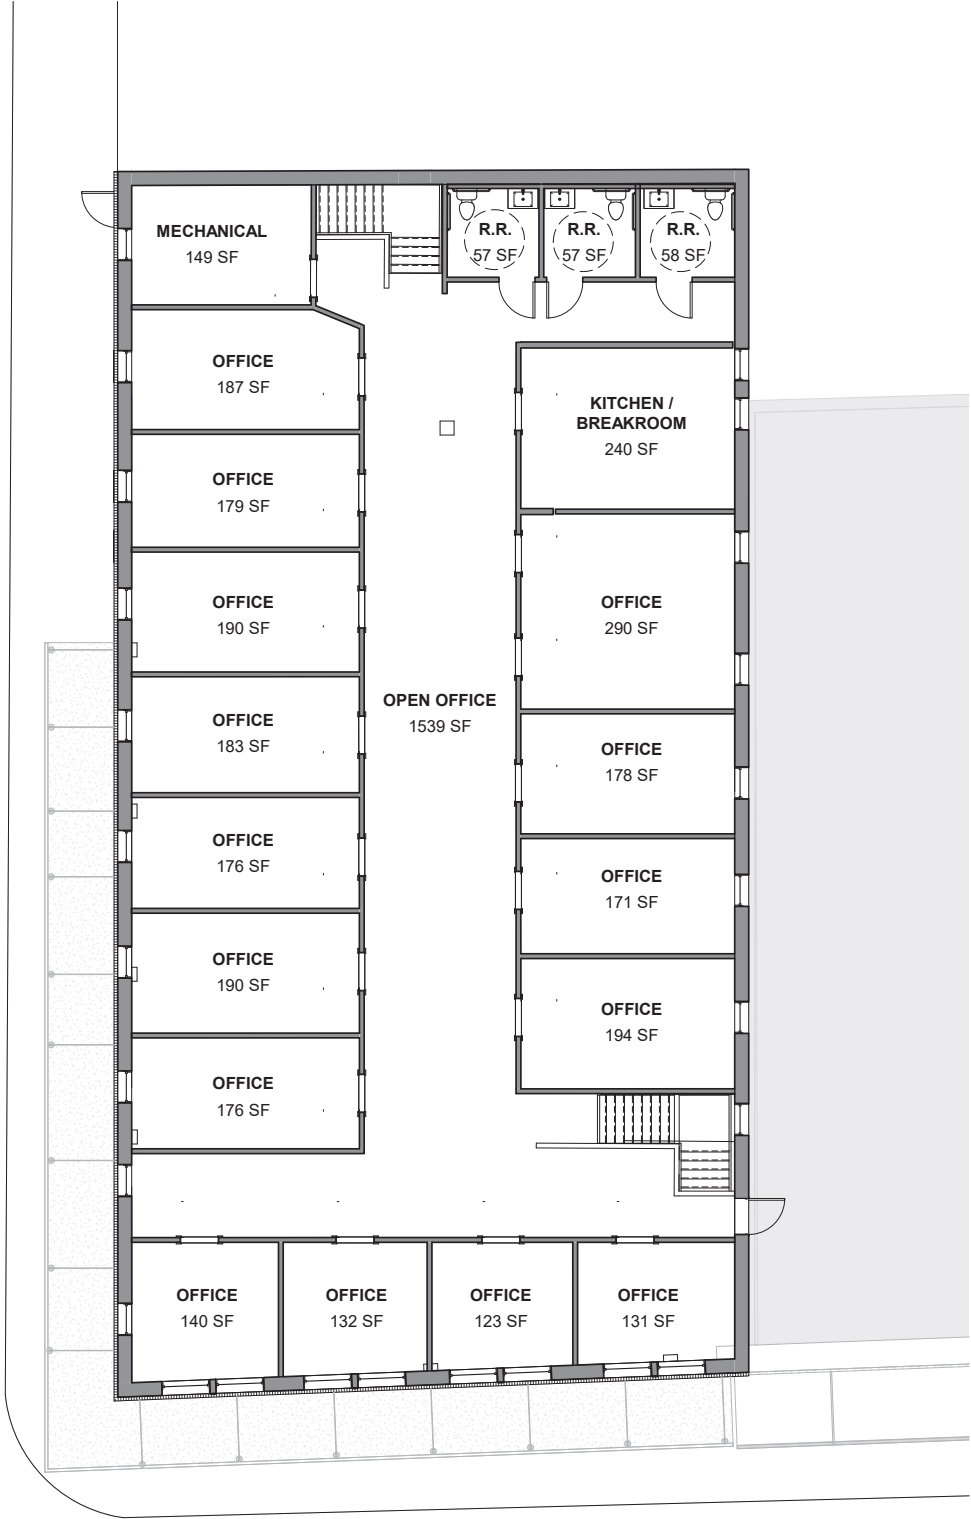 MECHANICAL
149 SF
R.R.
57 SF
R.R.
57 SF
R.R.
58 SF
OFFICE
187 SF
KITCHEN /
BREAKROOM
240 SF
OFFICE
179 SF
OFFICE
190 SF
OFFICE
290 SF
OPEN OFFICE
1539 SF
OFFICE
183 SF
OFFICE
178 SF
OFFICE
176 SF
OFFICE
171 SF
OFFICE
190 SF
OFFICE
194 SF
OFFICE
176 SF
OFFICE
140 SF
OFFICE
132 SF
OFFICE
123 SF
OFFICE
131 SF